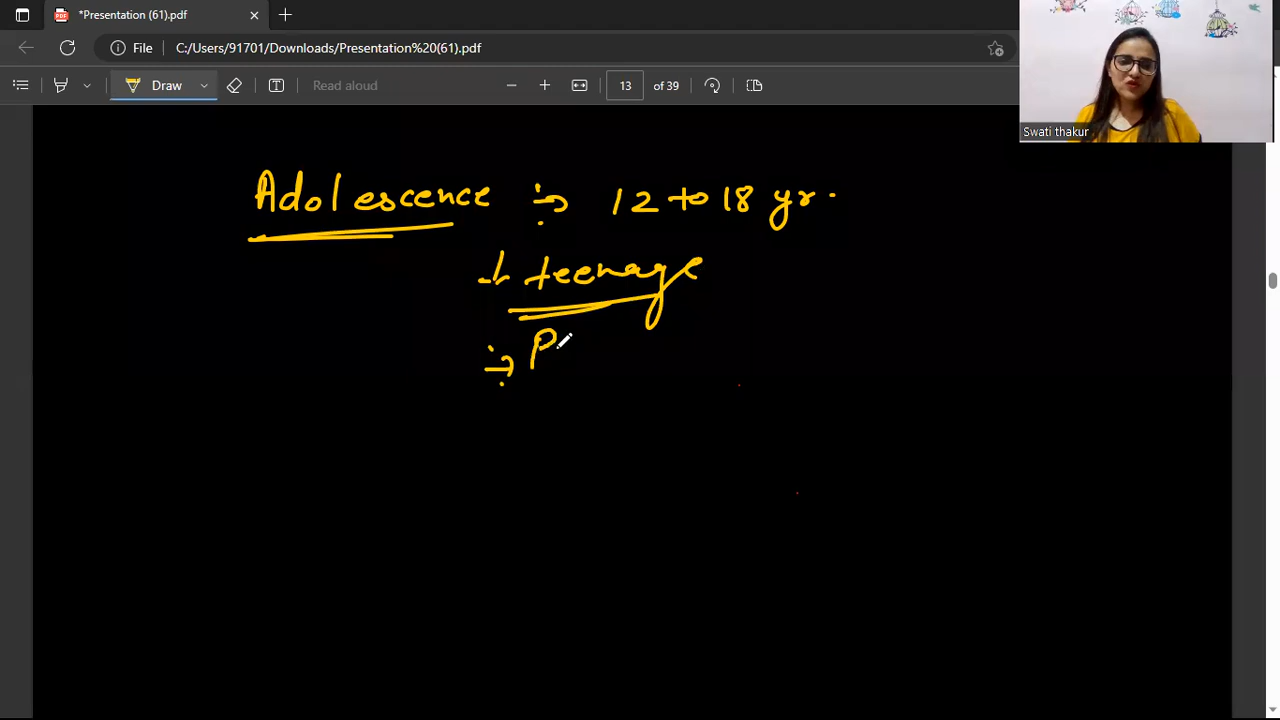 *Presentation (61).pdf
File C:/Users/91701/Downloads/Presentation%20(61).pdf
Draw Read aloud 13 of 39
Swati thakur
Adolescence 12 to 18 yr.
teenage
P